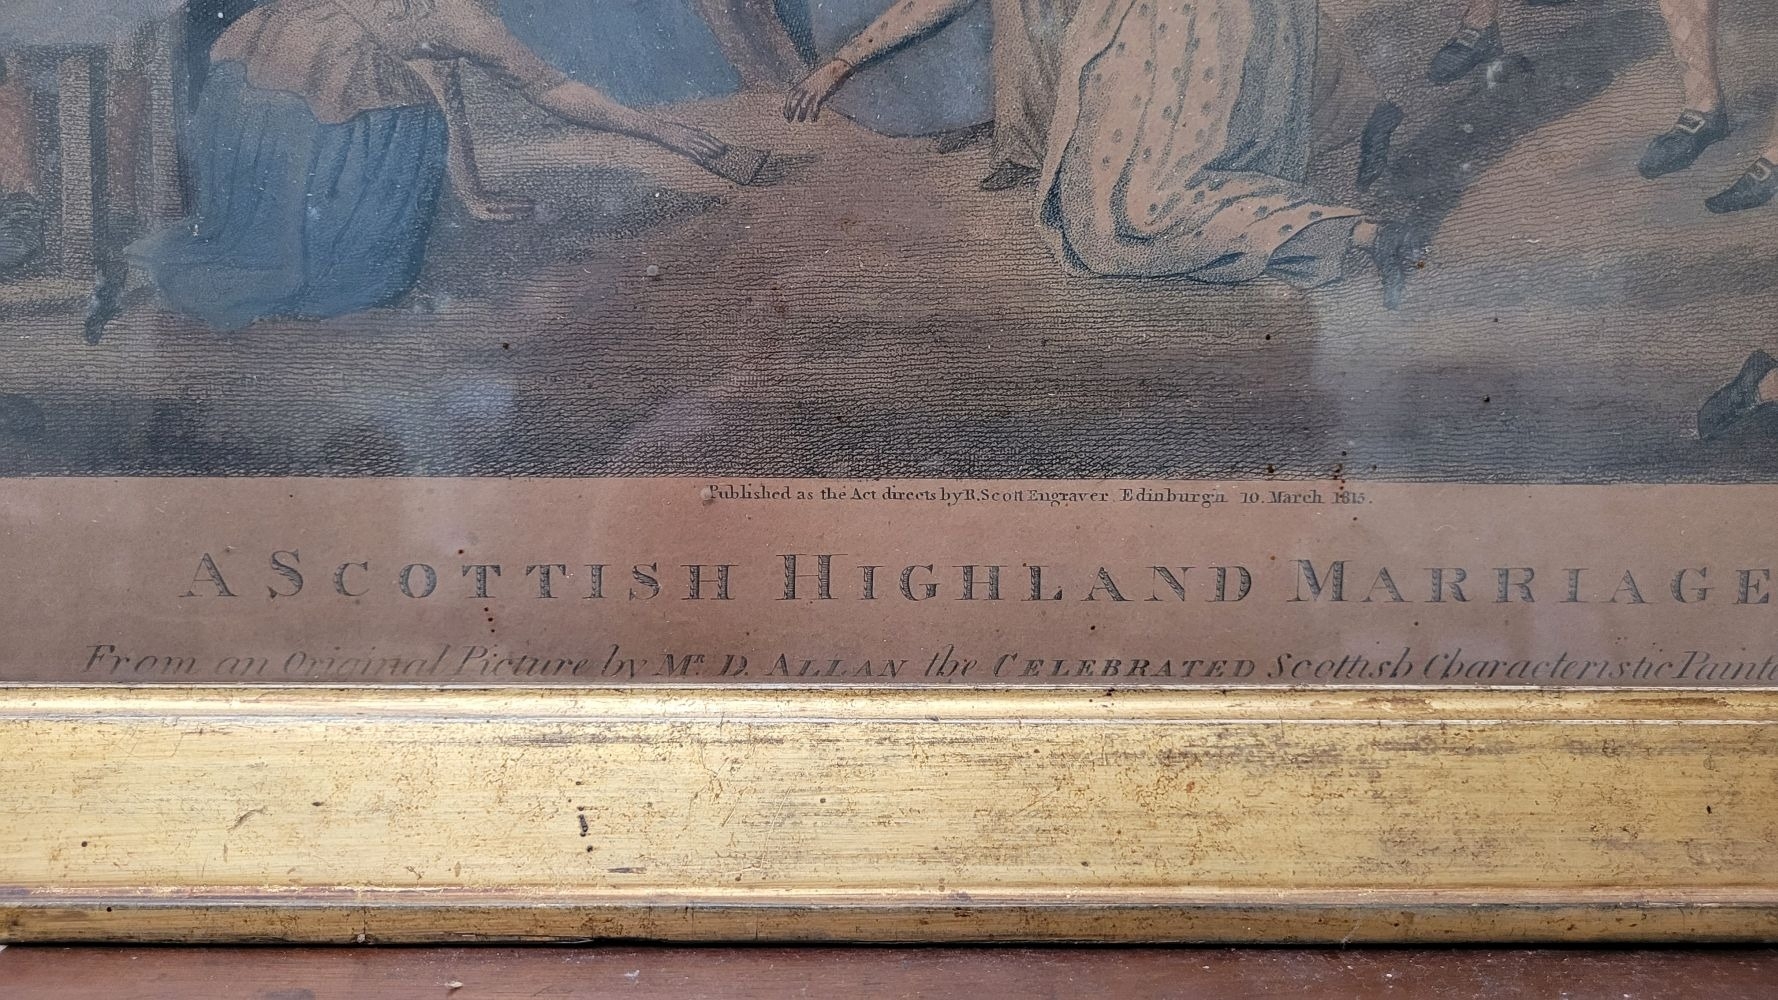 Published as the Act directs by R. Scott Engraver Edinburgh 10. March 1815.
A SCOTTISH HIGHLAND MARRIAGE
From an Original Picture by Mr. D. ALLAN the CELEBRATED Scottish Characteristic